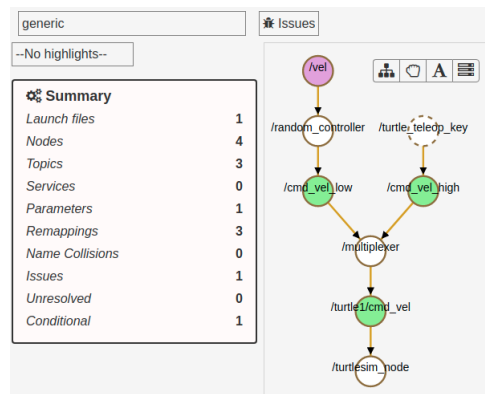 generic
Issues
--No highlights--
Summary
Launch files 1
Nodes 4
Topics 3
Services 0
Parameters 1
Remappings 3
Name Collisions 0
Issues 1
Unresolved 0
Conditional 1
/vel
A
/random_controller
/turtle_teleop_key
/cmd_vel_low
/cmd_vel_high
/multiplexer
/turtle1/cmd_vel
/turtlesim_node